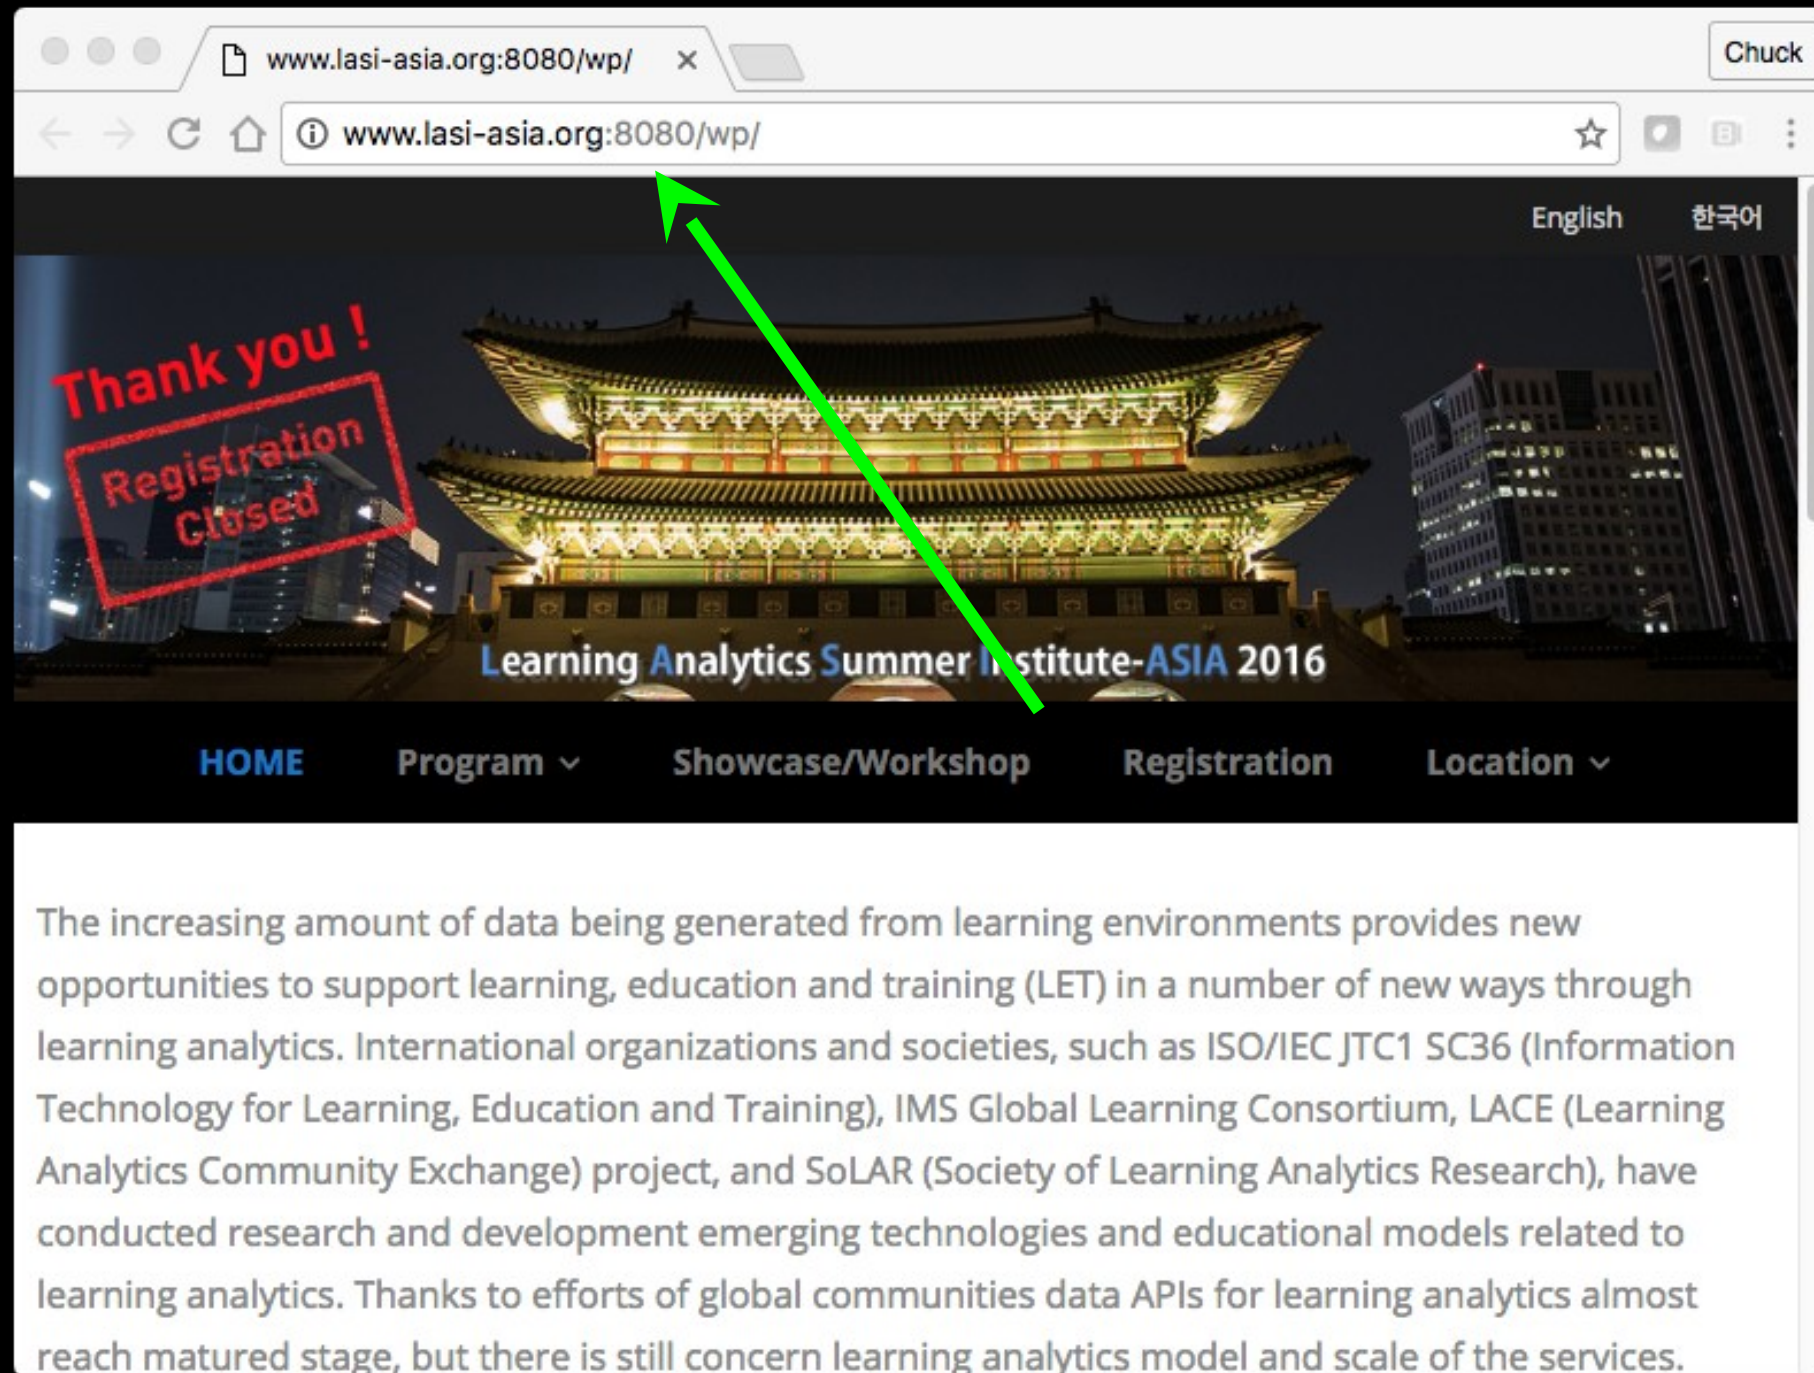 www.lasi-asia.org:8080/wp/
Chuck
www.lasi-asia.org:8080/wp/
English 한국어
Thank you !
Registration
Closed
Learning Analytics Summer Institute-ASIA 2016
HOME Program Showcase/Workshop Registration Location
The increasing amount of data being generated from learning environments provides new
opportunities to support learning, education and training (LET) in a number of new ways through
learning analytics. International organizations and societies, such as ISO/IEC JTC1 SC36 (Information
Technology for Learning, Education and Training), IMS Global Learning Consortium, LACE (Learning
Analytics Community Exchange) project, and SoLAR (Society of Learning Analytics Research), have
conducted research and development emerging technologies and educational models related to
learning analytics. Thanks to efforts of global communities data APIs for learning analytics almost
reach matured stage, but there is still concern learning analytics model and scale of the services.